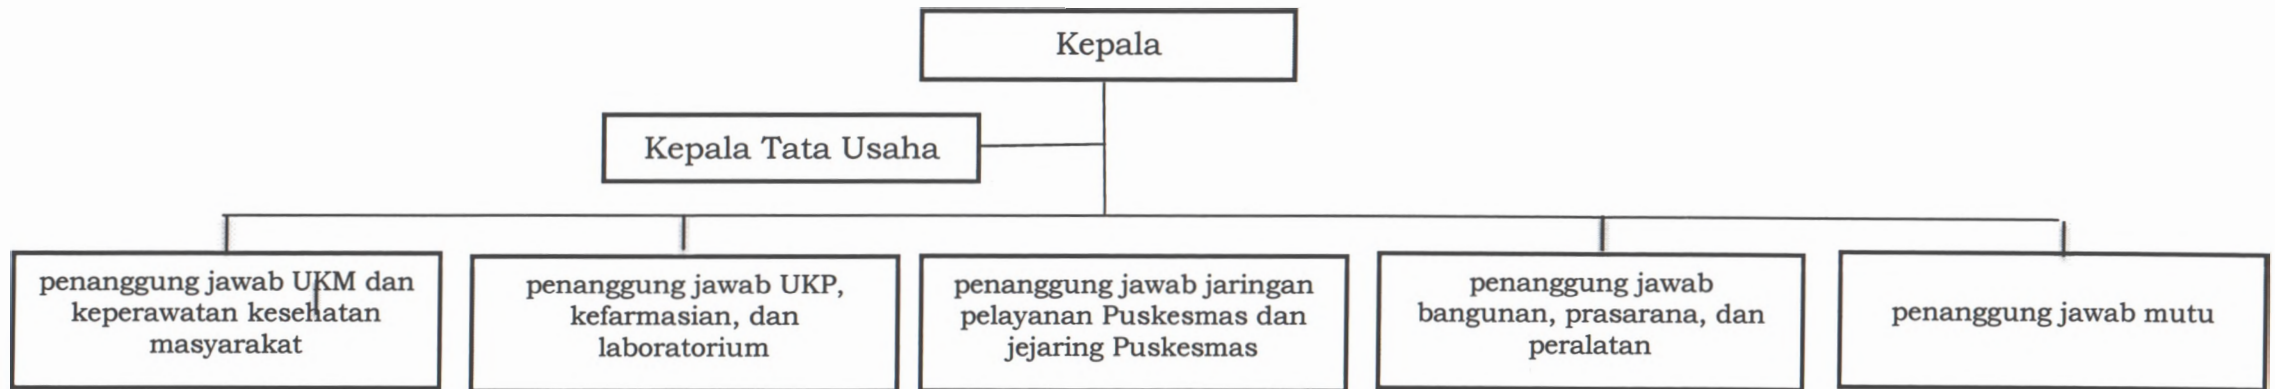 Kepala
Kepala Tata Usaha
penanggung jawab UKM dan
keperawatan kesehatan
masyarakat
penanggung jawab UKP,
kefarmasian, dan
laboratorium
penanggung jawab jaringan
pelayanan Puskesmas dan
jejaring Puskesmas
penanggung jawab
bangunan, prasarana, dan
peralatan
penanggung jawab mutu